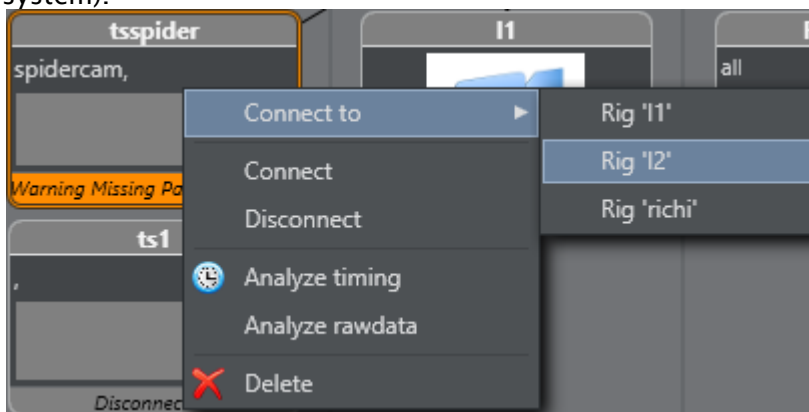 system):
tsspider
spidercam,
Warning Missing Pa
ts1
,
Disconnec
l1
all
Connect to
Connect
Disconnect
Analyze timing
Analyze rawdata
Delete
Rig 'l1'
Rig 'l2'
Rig 'richi'